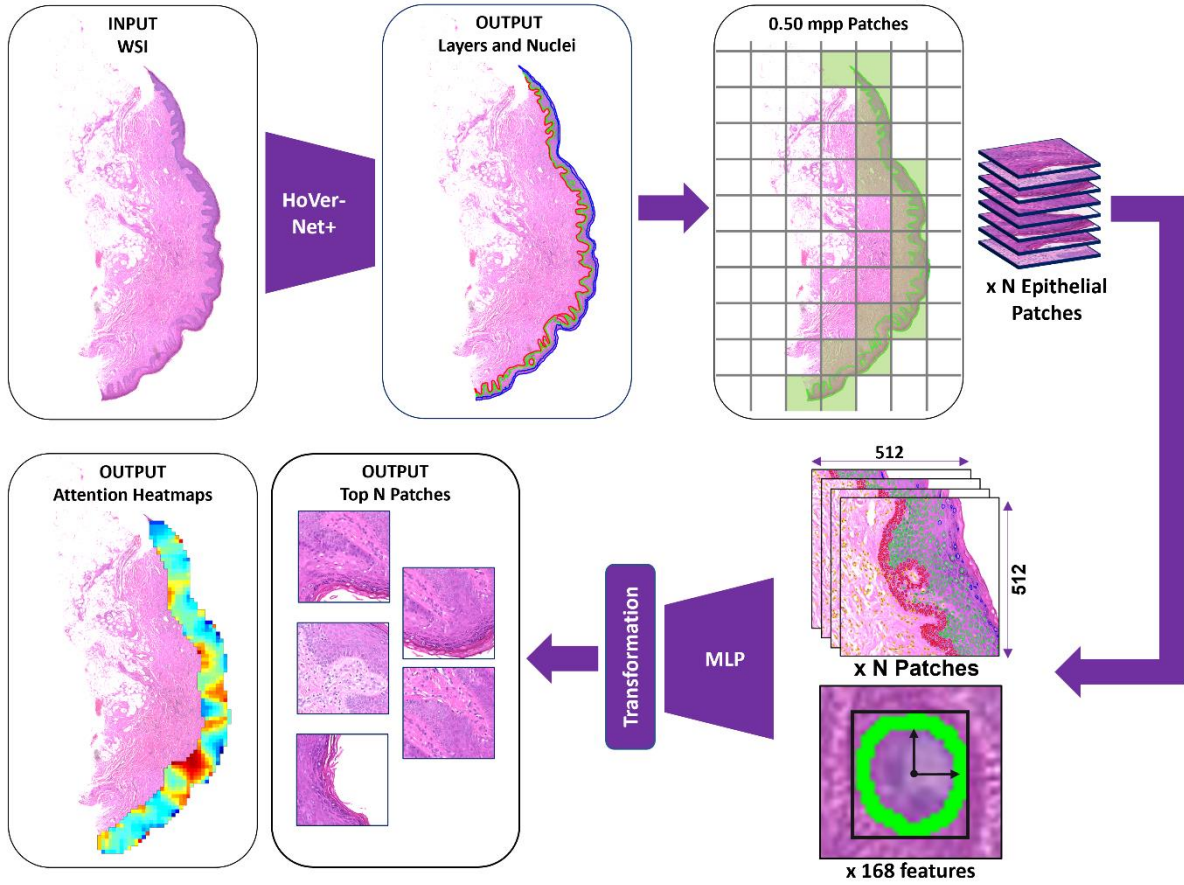 INPUT
WSI
HoVer-
Net+
OUTPUT
Layers and Nuclei
0.50 mpp Patches
x N Epithelial
Patches
OUTPUT
Attention Heatmaps
OUTPUT
Top N Patches
Transformation
MLP
512
512
x N Patches
x 168 features